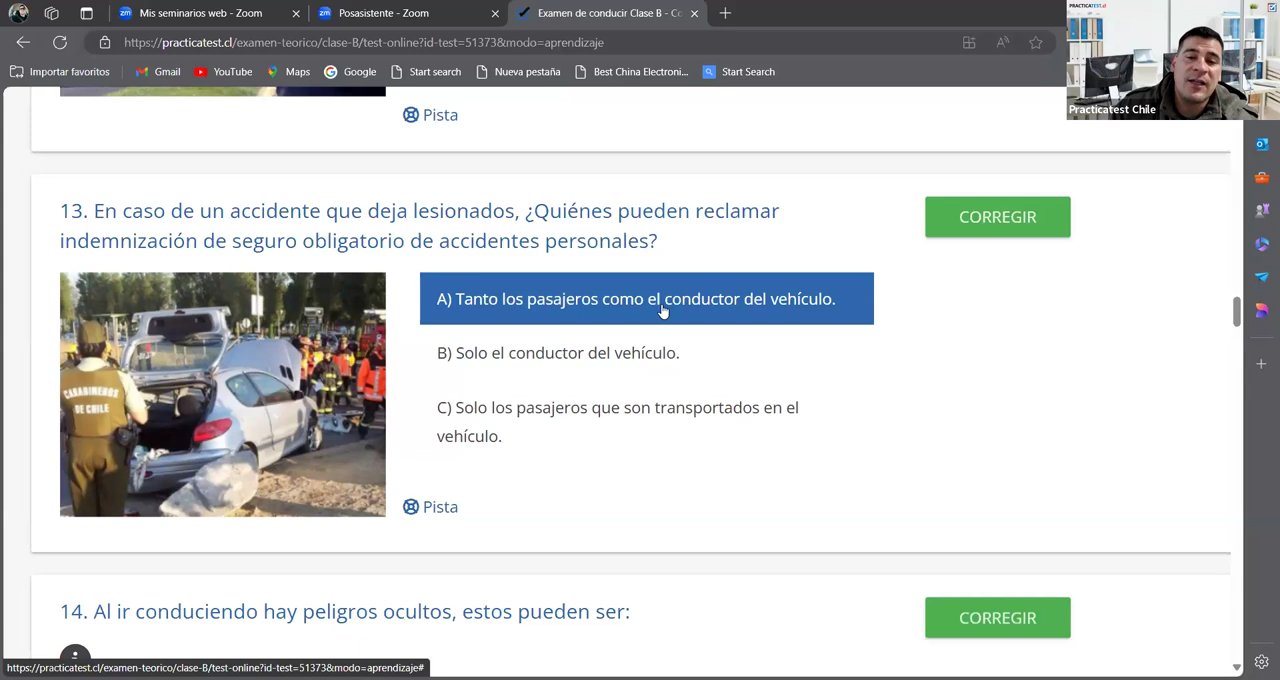 Mis seminarios web - Zoom
Posasistente - Zoom
Examen de conducir Clase B - Co
https://practicatest.cl/examen-teorico/clase-B/test-online?id-test=51373&modo=aprendizaje
Importar favoritos
Gmail
YouTube
Maps
Google
Start search
Nueva pestaña
Best China Electroni...
Start Search
PRACTICATEST.cl
Practicatest Chile
Pista
13. En caso de un accidente que deja lesionados, ¿Quiénes pueden reclamar
indemnización de seguro obligatorio de accidentes personales?
CORREGIR
A) Tanto los pasajeros como el conductor del vehículo.
B) Solo el conductor del vehículo.
C) Solo los pasajeros que son transportados en el
vehículo.
CARABINEROS
DE CHILE
Pista
14. Al ir conduciendo hay peligros ocultos, estos pueden ser:
CORREGIR
https://practicatest.cl/examen-teorico/clase-B/test-online?id-test=51373&modo=aprendizaje#